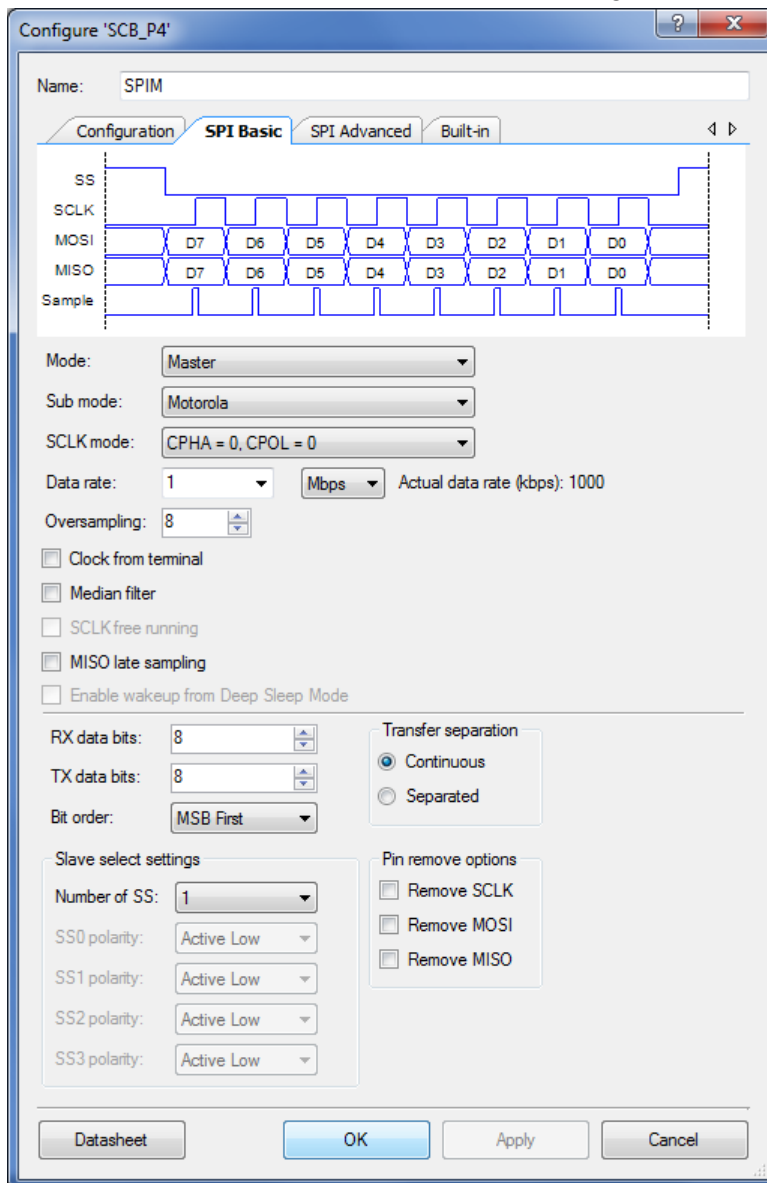 Configure 'SCB_P4'
Name: SPIM
Configuration SPI Basic SPI Advanced Built-in
SS
SCLK
MOSI D7 D6 D5 D4 D3 D2 D1 D0
MISO D7 D6 D5 D4 D3 D2 D1 D0
Sample
Mode: Master
Sub mode: Motorola
SCLK mode: CPHA = 0, CPOL = 0
Data rate: 1 Mbps Actual data rate (kbps): 1000
Oversampling: 8
Clock from terminal
Median filter
SCLK free running
MISO late sampling
Enable wakeup from Deep Sleep Mode
RX data bits: 8
TX data bits: 8
Bit order: MSB First
Transfer separation
Continuous
Separated
Slave select settings
Number of SS: 1
SS0 polarity: Active Low
SS1 polarity: Active Low
SS2 polarity: Active Low
SS3 polarity: Active Low
Pin remove options
Remove SCLK
Remove MOSI
Remove MISO
Datasheet OK Apply Cancel